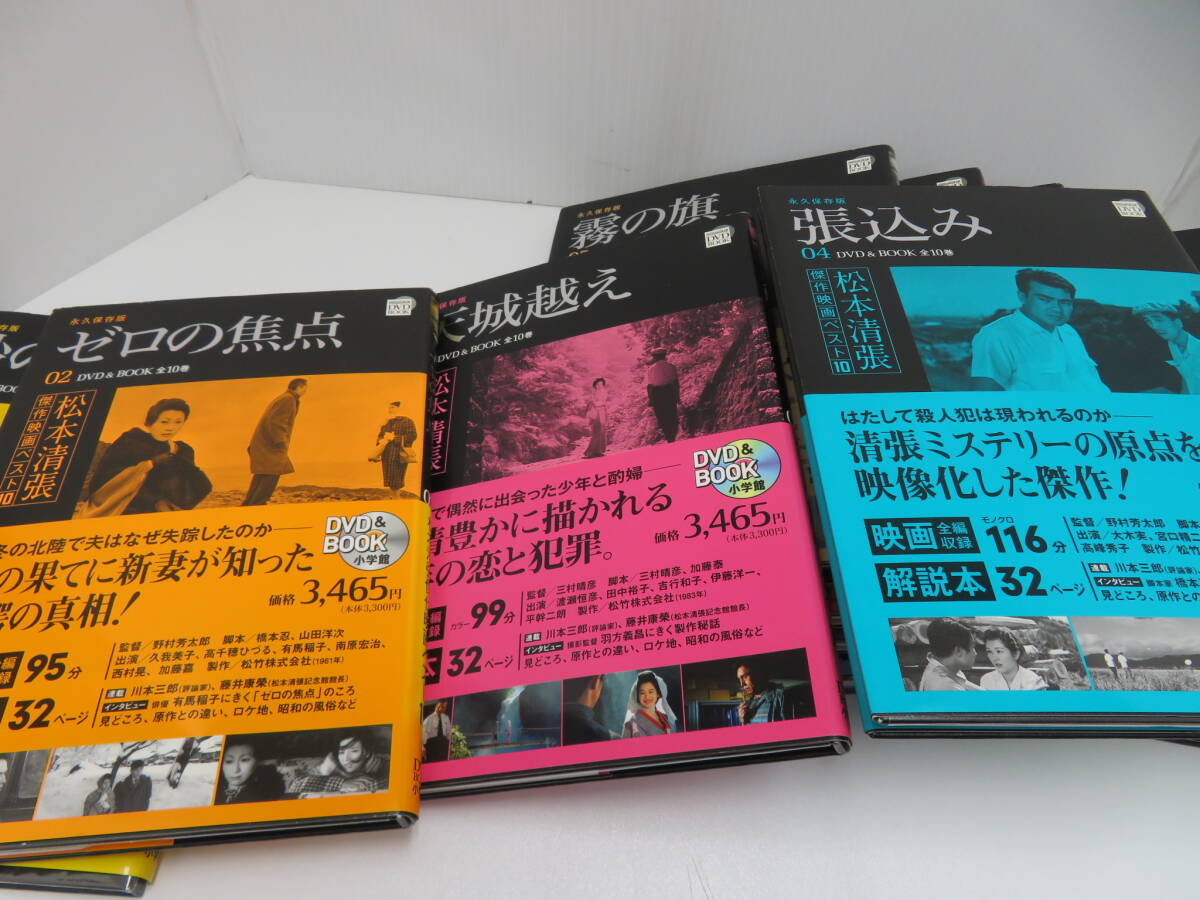 永久保存版
霧の旗
DVD
BOOK
永久保存版
張込み
04 DVD & BOOK 全10巻
DVD
BOOK
松本清張
傑作映画ベスト10
はたして殺人犯は現われるのか——
清張ミステリーの原点を
映像化した傑作!
映画 全編収録 モノクロ 116分
監督/野村芳太郎 脚本
出演/大木実、宮口精二
高峰秀子 製作/松竹
解説本 32ページ
連載 川本三郎(評論家)、
インタビュー 脚本家 橋本
見どころ、原作との
保存版
天城越え
DVD & BOOK 全10巻
DVD
BOOK
松本清張
で偶然に出会った少年と酌婦——
情豊かに描かれる
の恋と犯罪。
DVD &
BOOK
小学館
価格 3,465円
(本体3,300円)
カラー 99分
監督/三村晴彦 脚本/三村晴彦、加藤泰
出演/渡瀬恒彦、田中裕子、吉行和子、伊藤洋一、
平幹二朗 製作/松竹株式会社(1983年)
本 32ページ
連載 川本三郎(評論家)、藤井康榮(松本清張記念館館長)
インタビュー 撮影監督 羽方義昌にきく製作秘話
見どころ、原作との違い、ロケ地、昭和の風俗など
永久保存版
ゼロの焦点
02 DVD & BOOK 全10巻
DVD
BOOK
松本清張
傑作映画ベスト10
冬の北陸で夫はなぜ失踪したのか——
の果てに新妻が知った
の真相!
DVD &
BOOK
小学館
価格 3,465円
(本体3,300円)
95分
監督/野村芳太郎 脚本/橋本忍、山田洋次
出演/久我美子、高千穂ひづる、有馬稲子、南原宏治、
西村晃、加藤嘉 製作/松竹株式会社(1961年)
32ページ
連載 川本三郎(評論家)、藤井康榮(松本清張記念館館長)
インタビュー 俳優 有馬稲子にきく「ゼロの焦点」のころ
見どころ、原作との違い、ロケ地、昭和の風俗など
保存版
の